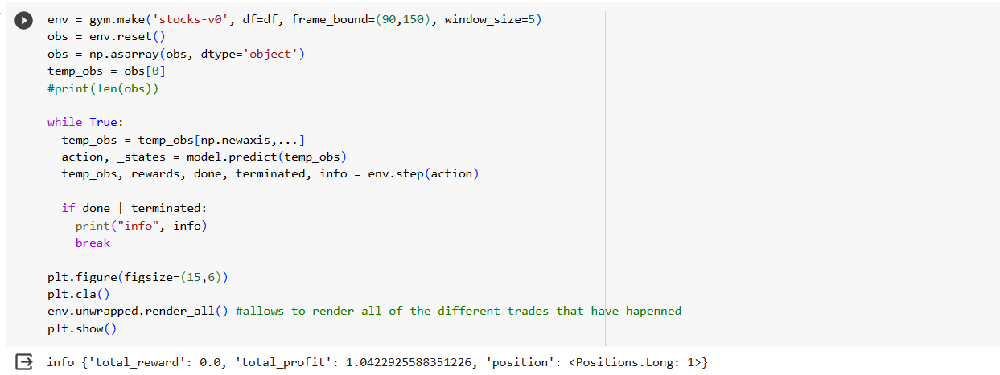 env = gym.make('stocks-v0', df=df, frame_bound=(90,150), window_size=5)
obs = env.reset()
obs = np.asarray(obs, dtype='object')
temp_obs = obs[0]
#print(len(obs))
while True:
temp_obs = temp_obs[np.newaxis,...]
action, _states = model.predict(temp_obs)
temp_obs, rewards, done, terminated, info = env.step(action)
if done | terminated:
print("info", info)
break
plt.figure(figsize=(15,6))
plt.cla()
env.unwrapped.render_all() #allows to render all of the different trades that have hapenned
plt.show()
info {'total_reward': 0.0, 'total_profit': 1.0422925588351226, 'position': <Positions.Long: 1>}